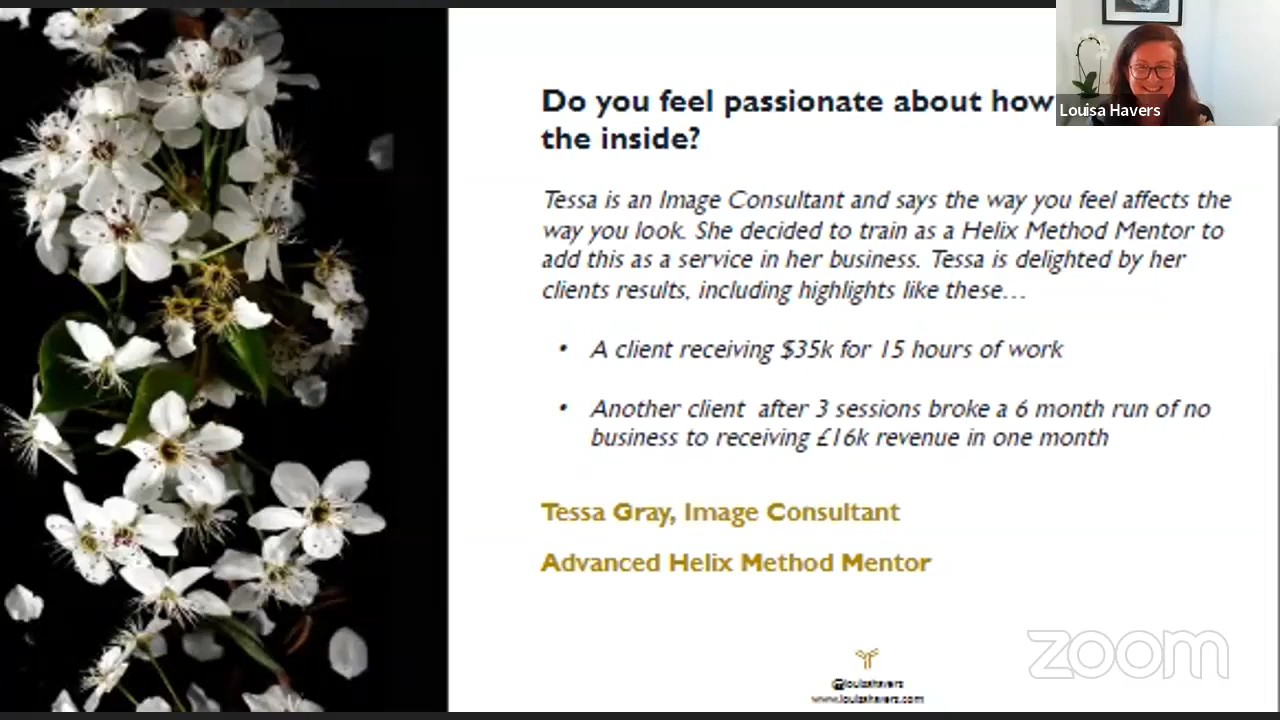 Do you feel passionate about how
Louisa Havers
the inside?
Tessa is an Image Consultant and says the way you feel affects the
way you look. She decided to train as a Helix Method Mentor to
add this as a service in her business. Tessa is delighted by her
clients results, including highlights like these...
• A client receiving $35k for 15 hours of work
• Another client after 3 sessions broke a 6 month run of no
business to receiving £16k revenue in one month
Tessa Gray, Image Consultant
Advanced Helix Method Mentor
zoom
@louisahavers
www.louisahavers.com